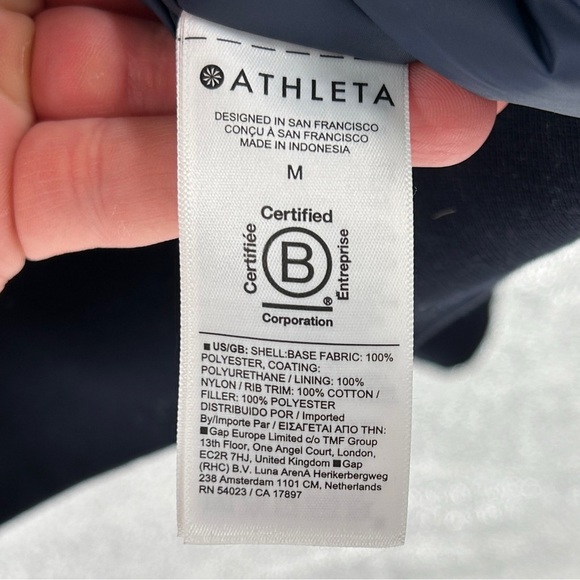 ATHLETA
DESIGNED IN SAN FRANCISCO
CONÇU À SAN FRANCISCO
MADE IN INDONESIA
M
Certified
Certifiée
B
Entreprise
®
Corporation
■ US/GB: SHELL:BASE FABRIC: 100%
POLYESTER, COATING:
POLYURETHANE / LINING: 100%
NYLON / RIB TRIM: 100% COTTON /
FILLER: 100% POLYESTER
DISTRIBUIDO POR / Imported
By/Importe Par / ΕΙΣΑΓΕΤΑΙ ΑΠΟ ΤΗΝ:
■Gap Europe Limited c/o TMF Group
13th Floor, One Angel Court, London,
EC2R 7HJ, United Kingdom ■Gap
(RHC) B.V. Luna ArenA Herikerbergweg
238 Amsterdam 1101 CM, Netherlands
RN 54023 / CA 17897